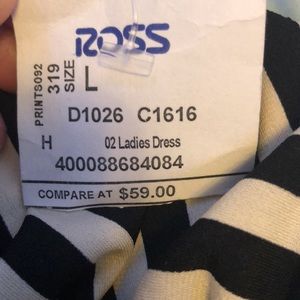 ROSS
PRINTS092
319
SIZE
L
D1026 C1616
H 02 Ladies Dress
400088684084
COMPARE AT $59.00